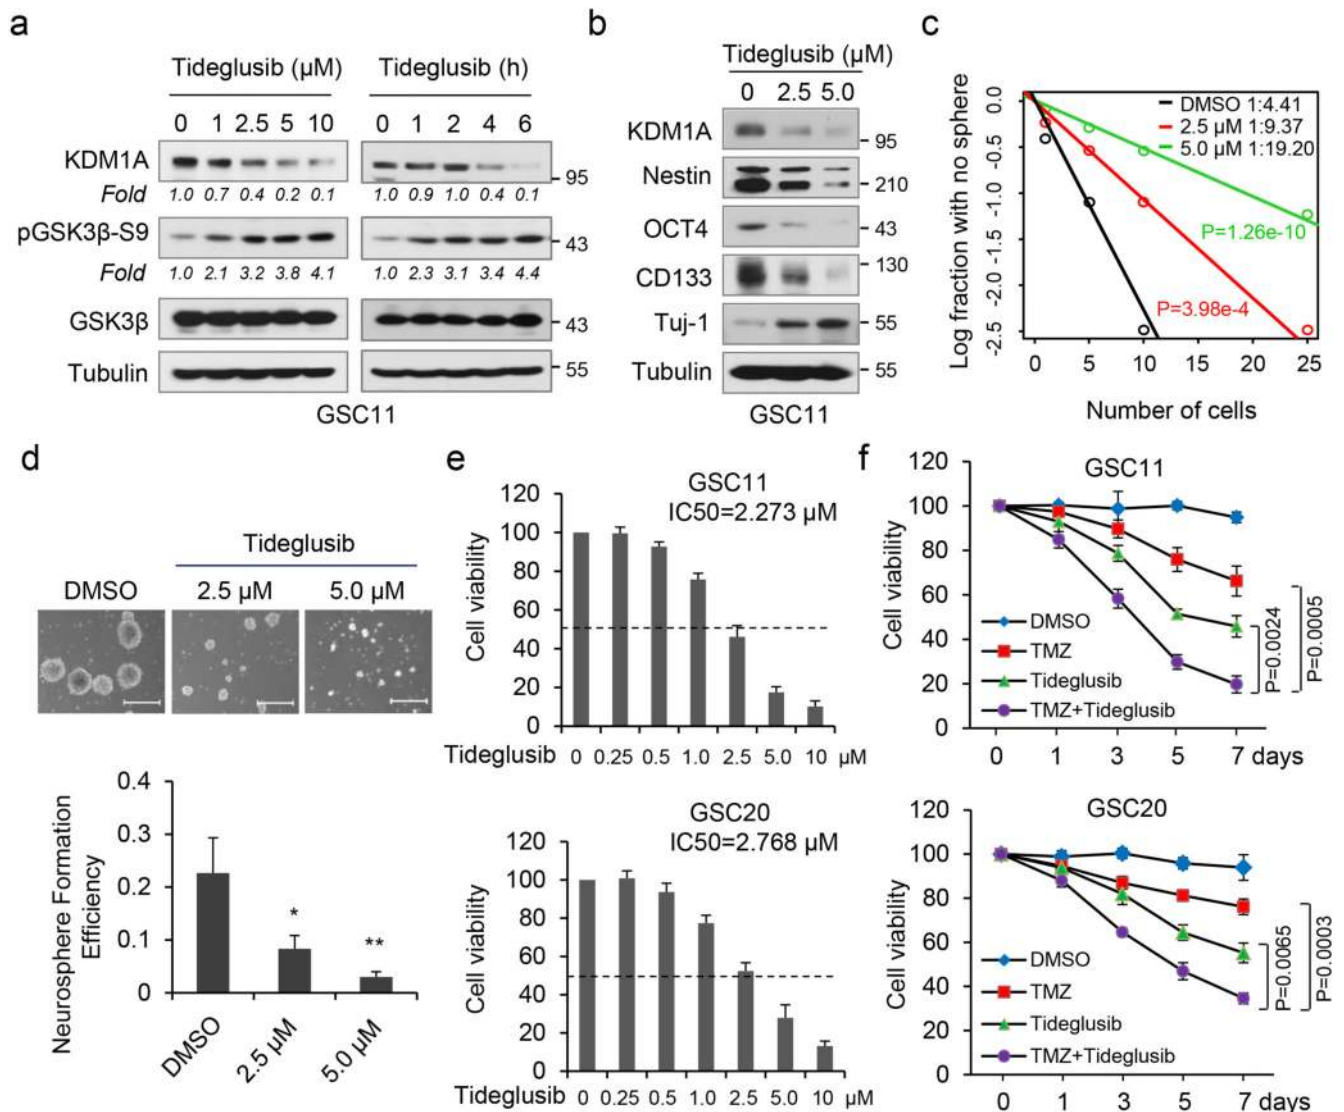 a
Tideglusib (µM)
Tideglusib (h)
0 1 2.5 5 10
0 1 2 4 6
KDM1A
95
Fold
1.0 0.7 0.4 0.2 0.1
1.0 0.9 1.0 0.4 0.1
pGSK3β-S9
43
Fold
1.0 2.1 3.2 3.8 4.1
1.0 2.3 3.1 3.4 4.4
GSK3β
43
Tubulin
55
GSC11
b
Tideglusib (µM)
0 2.5 5.0
KDM1A
95
Nestin
210
OCT4
43
CD133
130
Tuj-1
55
Tubulin
55
GSC11
c
Log fraction with no sphere
0.0
-0.5
-1.0
-1.5
-2.0
-2.5
DMSO 1:4.41
2.5 µM 1:9.37
5.0 µM 1:19.20
P=1.26e-10
P=3.98e-4
0 5 10 15 20 25
Number of cells
d
Tideglusib
DMSO
2.5 µM
5.0 µM
Neurosphere Formation
Efficiency
0.4
0.3
0.2
0.1
0
*
**
DMSO
2.5 µM
5.0 µM
e
GSC11
IC50=2.273 µM
Cell viability
120
100
80
60
40
20
0
Tideglusib 0 0.25 0.5 1.0 2.5 5.0 10 µM
GSC20
IC50=2.768 µM
Cell viability
120
100
80
60
40
20
0
Tideglusib 0 0.25 0.5 1.0 2.5 5.0 10 µM
f
GSC11
Cell viability
120
100
80
60
40
20
0
DMSO
TMZ
Tideglusib
TMZ+Tideglusib
P=0.0024
P=0.0005
0 1 3 5 7 days
GSC20
Cell viability
120
100
80
60
40
20
0
DMSO
TMZ
Tideglusib
TMZ+Tideglusib
P=0.0065
P=0.0003
0 1 3 5 7 days